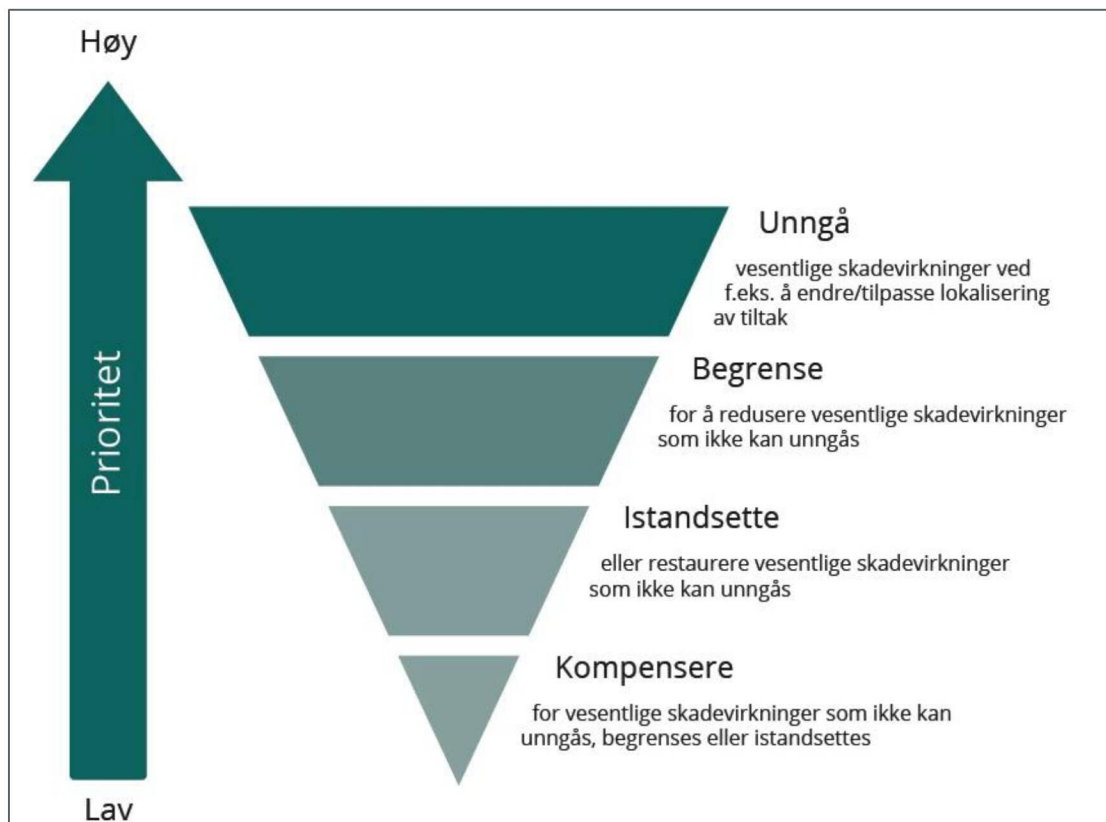 Høy
Prioritet
Lav
Unngå
vesentlige skadevirkninger ved
f.eks. å endre/tilpasse lokalisering
av tiltak
Begrense
for å redusere vesentlige skadevirkninger
som ikke kan unngås
Istandsette
eller restaurere vesentlige skadevirkninger
som ikke kan unngås
Kompensere
for vesentlige skadevirkninger som ikke kan
unngås, begrenses eller istandsettes